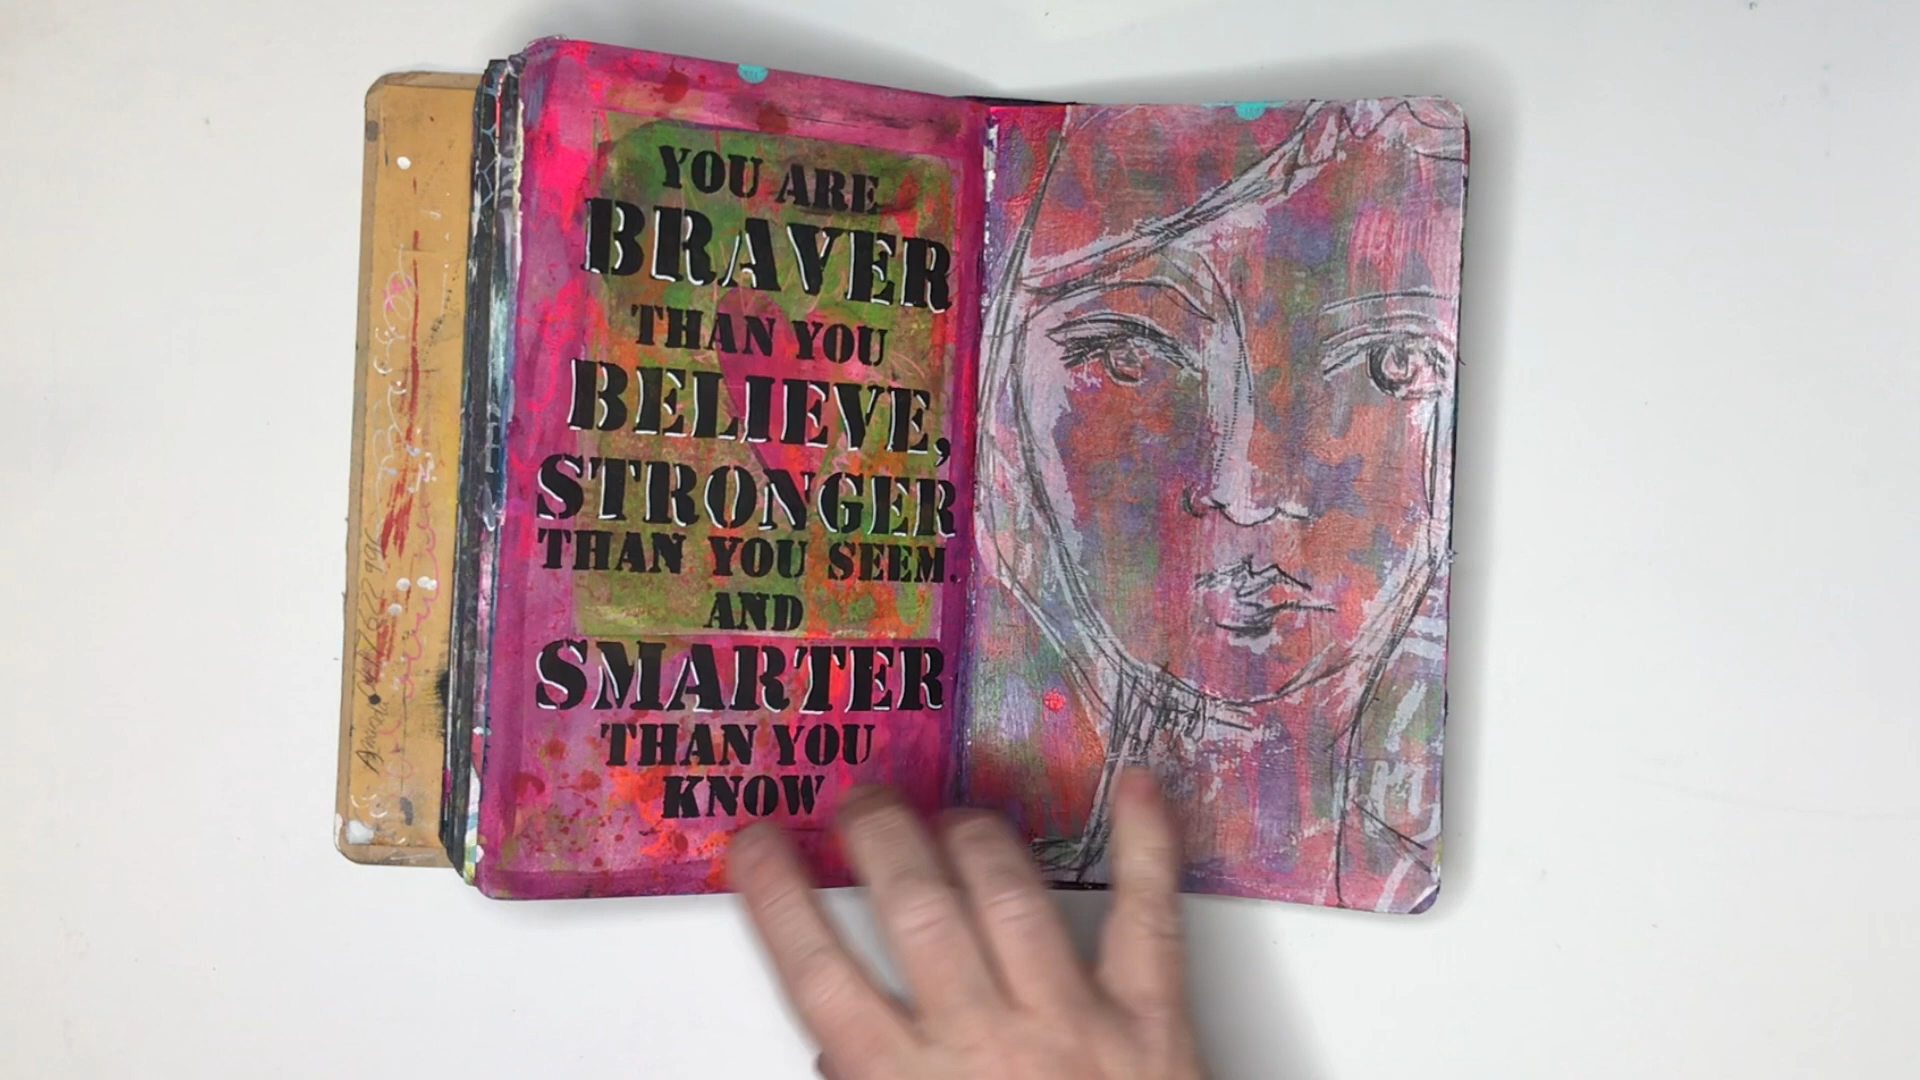 YOU ARE
BRAVER
THAN YOU
BELIEVE,
STRONGER
THAN YOU SEEM.
AND
SMARTER
THAN YOU
KNOW